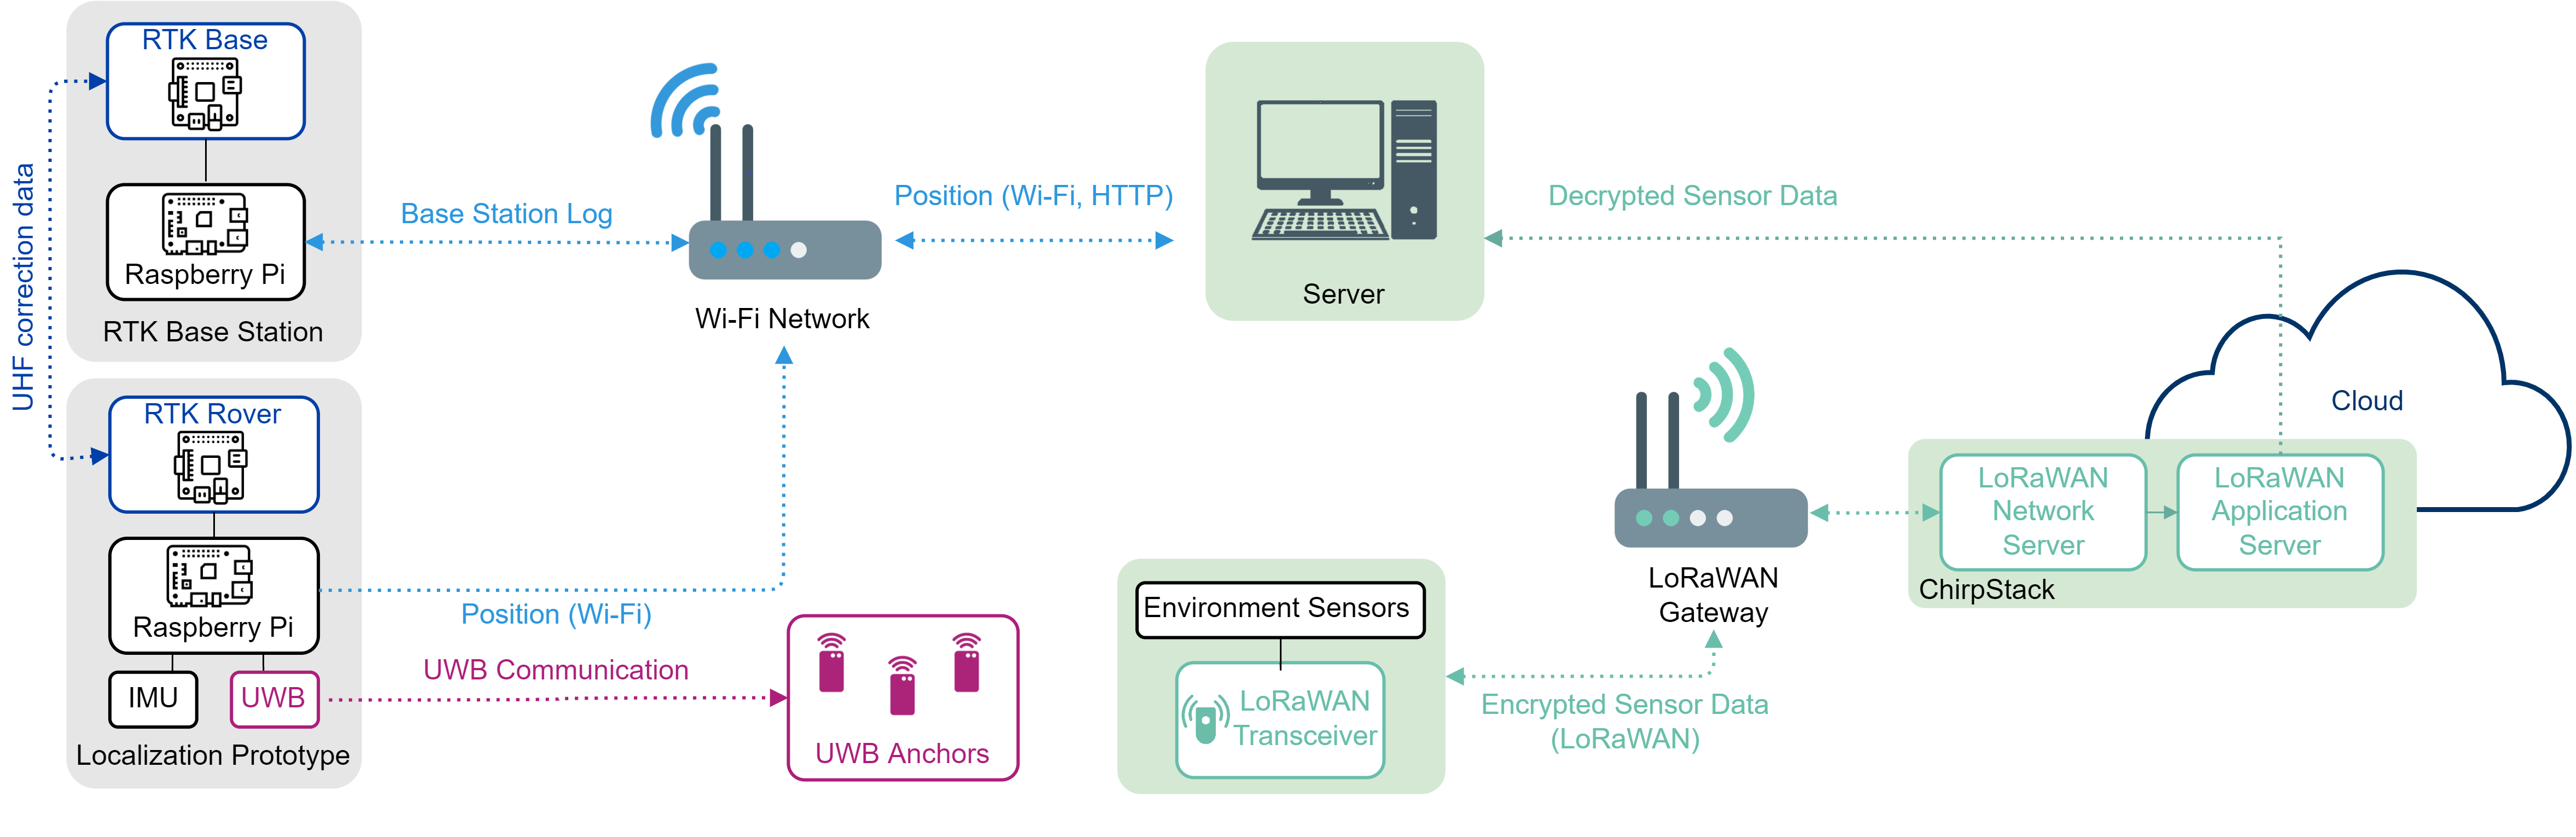 UHF correction data
RTK Base
Raspberry Pi
RTK Base Station
RTK Rover
Raspberry Pi
IMU
UWB
Localization Prototype
Base Station Log
Wi-Fi Network
Position (Wi-Fi)
UWB Communication
UWB Anchors
Position (Wi-Fi, HTTP)
Server
Decrypted Sensor Data
Environment Sensors
LoRaWAN
Transceiver
Encrypted Sensor Data
(LoRaWAN)
LoRaWAN
Gateway
Cloud
LoRaWAN
Network
Server
LoRaWAN
Application
Server
ChirpStack